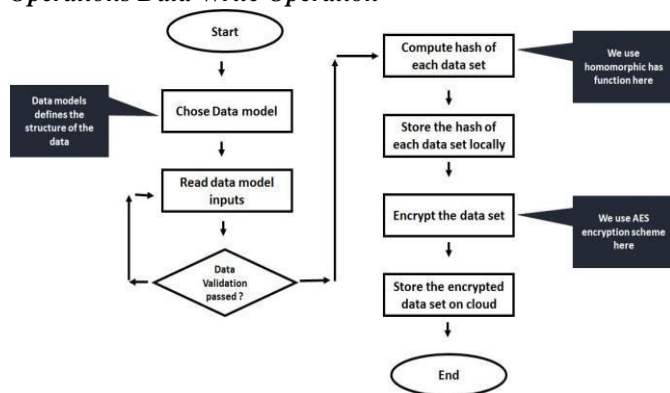 Operations Data Write Operation
Start
Data models
defines the
structure of the
data
Chose Data model
Read data model
inputs
Data
Validation
passed ?
Compute hash of
each data set
We use
homomorphic has
function here
Store the hash of
each data set locally
Encrypt the data set
We use AES
encryption scheme
here
Store the encrypted
data set on cloud
End